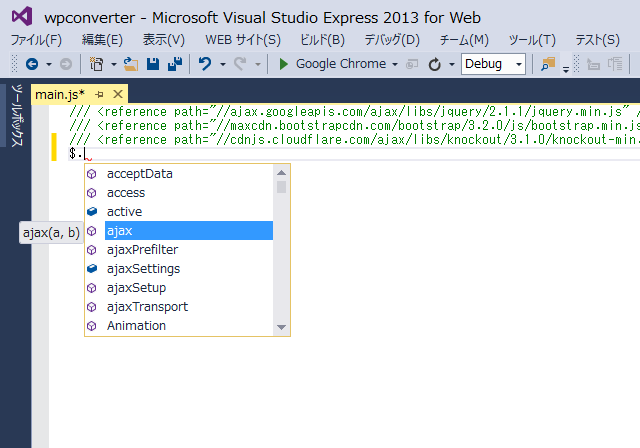 wpconverter - Microsoft Visual Studio Express 2013 for Web
ファイル(F) 編集(E) 表示(V) WEB サイト(S) ビルド(B) デバッグ(D) チーム(M) ツール(T) テスト(S)
Google Chrome Debug
ツールボックス
main.js*
/// <reference path="//ajax.googleapis.com/ajax/libs/jquery/2.1.1/jquery.min.js" /
/// <reference path="//maxcdn.bootstrapcdn.com/bootstrap/3.2.0/js/bootstrap.min.js
/// <reference path="//cdnjs.cloudflare.com/ajax/libs/knockout/3.1.0/knockout-min.
$.
acceptData
access
active
ajax
ajax(a, b)
ajaxPrefilter
ajaxSettings
ajaxSetup
ajaxTransport
Animation